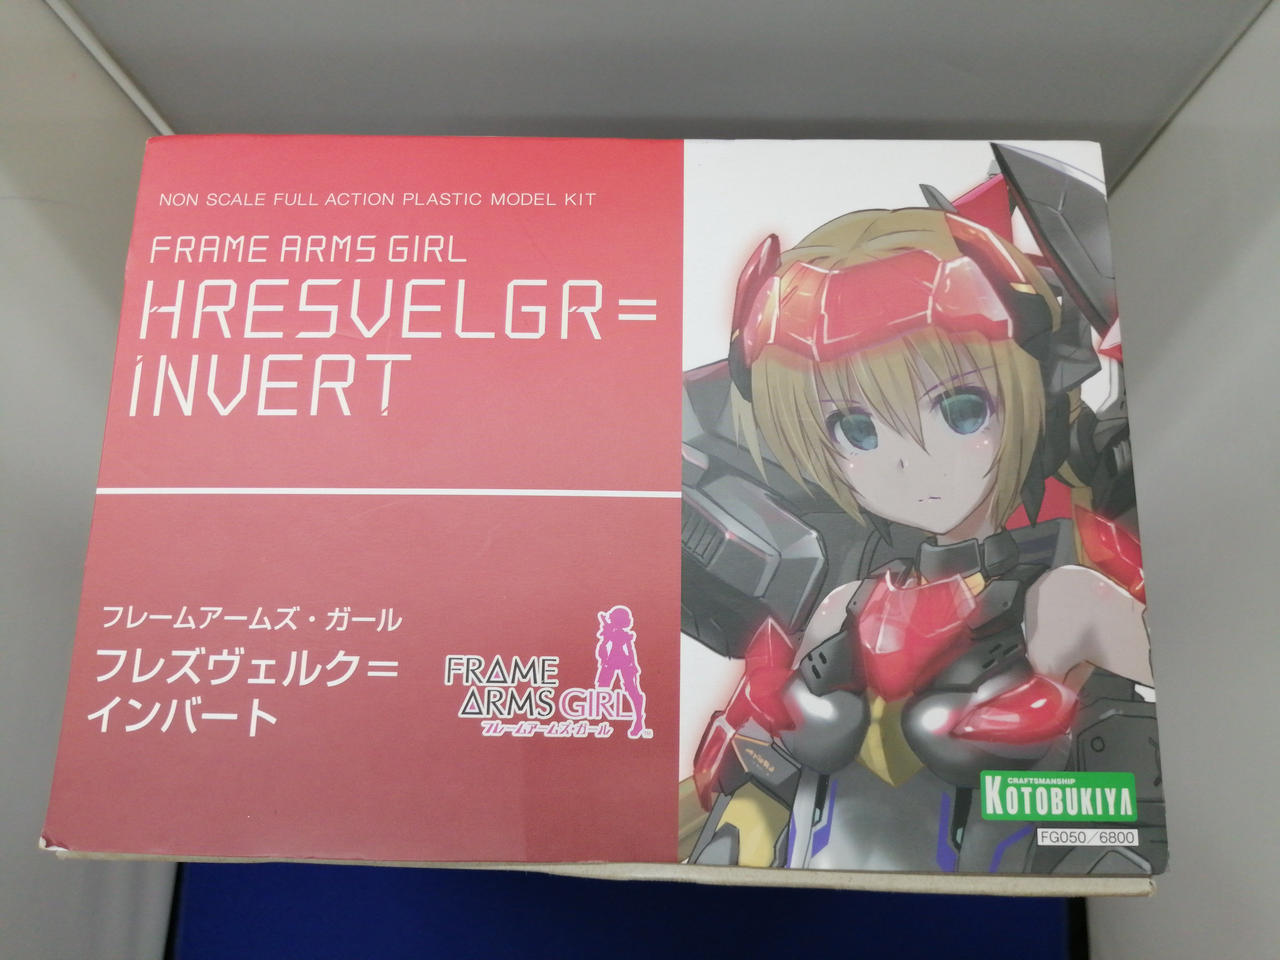 NON SCALE FULL ACTION PLASTIC MODEL KIT
FRAME ARMS GIRL
HRESVELGR=
INVERT
フレームアームズ・ガール
フレズヴェルク=
インバート
FRAME
ARMS GIRL
フレームアームズ・ガール
TM
CRAFTSMANSHIP
KOTOBUKIYA
FG050/6800